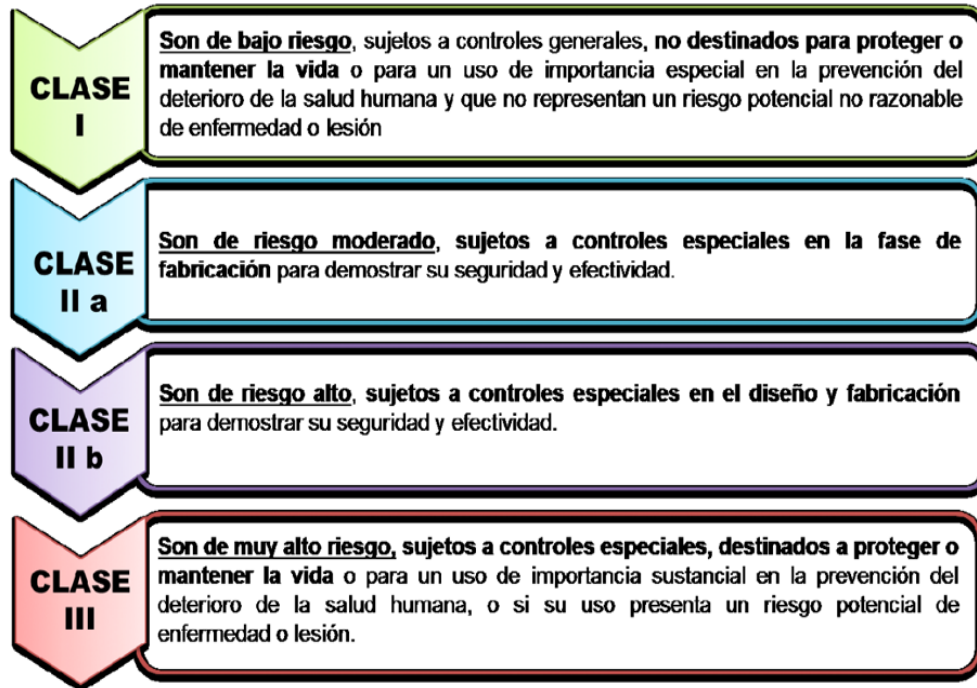 CLASE
I
Son de bajo riesgo, sujetos a controles generales, no destinados para proteger o
mantener la vida o para un uso de importancia especial en la prevención del
deterioro de la salud humana y que no representan un riesgo potencial no razonable
de enfermedad o lesión
CLASE
II a
Son de riesgo moderado, sujetos a controles especiales en la fase de
fabricación para demostrar su seguridad y efectividad.
CLASE
II b
Son de riesgo alto, sujetos a controles especiales en el diseño y fabricación
para demostrar su seguridad y efectividad.
CLASE
III
Son de muy alto riesgo, sujetos a controles especiales, destinados a proteger o
mantener la vida o para un uso de importancia sustancial en la prevención del
deterioro de la salud humana, o si su uso presenta un riesgo potencial de
enfermedad o lesión.